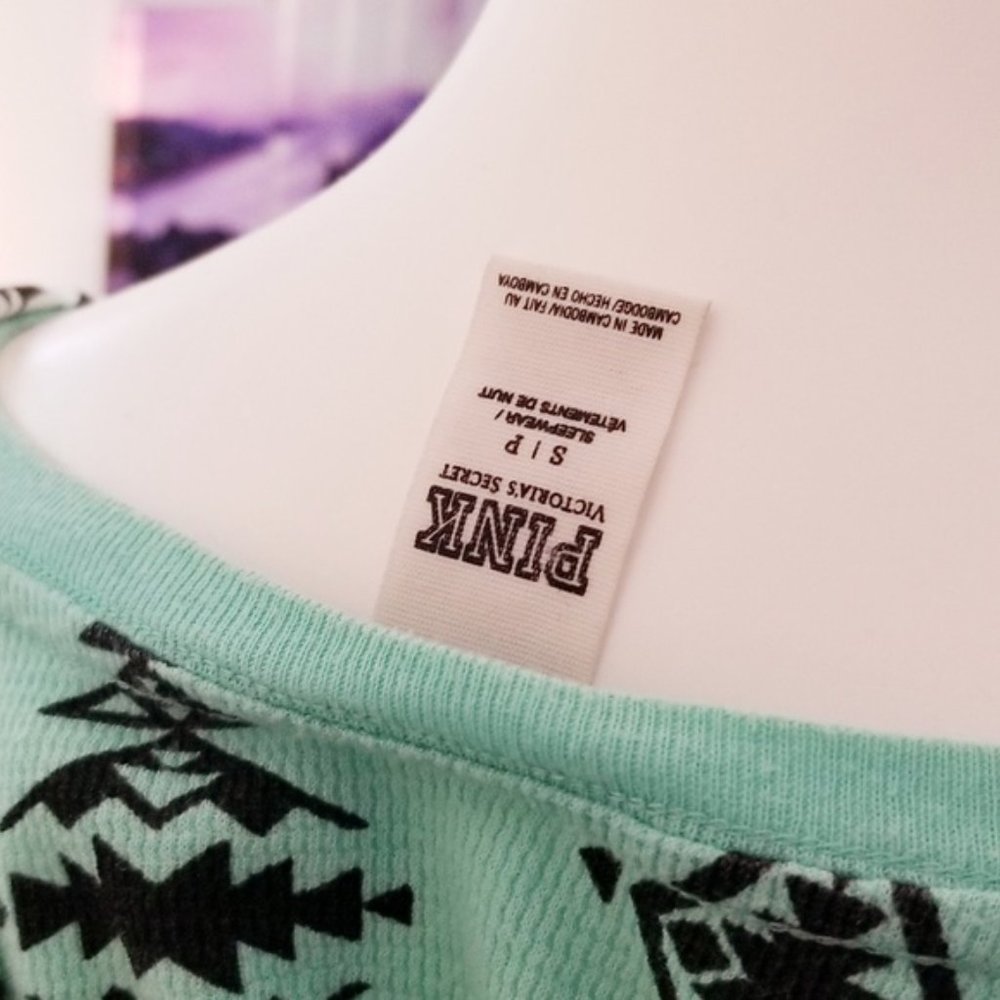 PINK
VICTORIA'S SECRET
S | P
SLEEPWEAR /
VÊTEMENTS DE NUIT
MADE IN CAMBODIA/ FAIT AU
CAMBODGE/ HECHO EN CAMBOYA